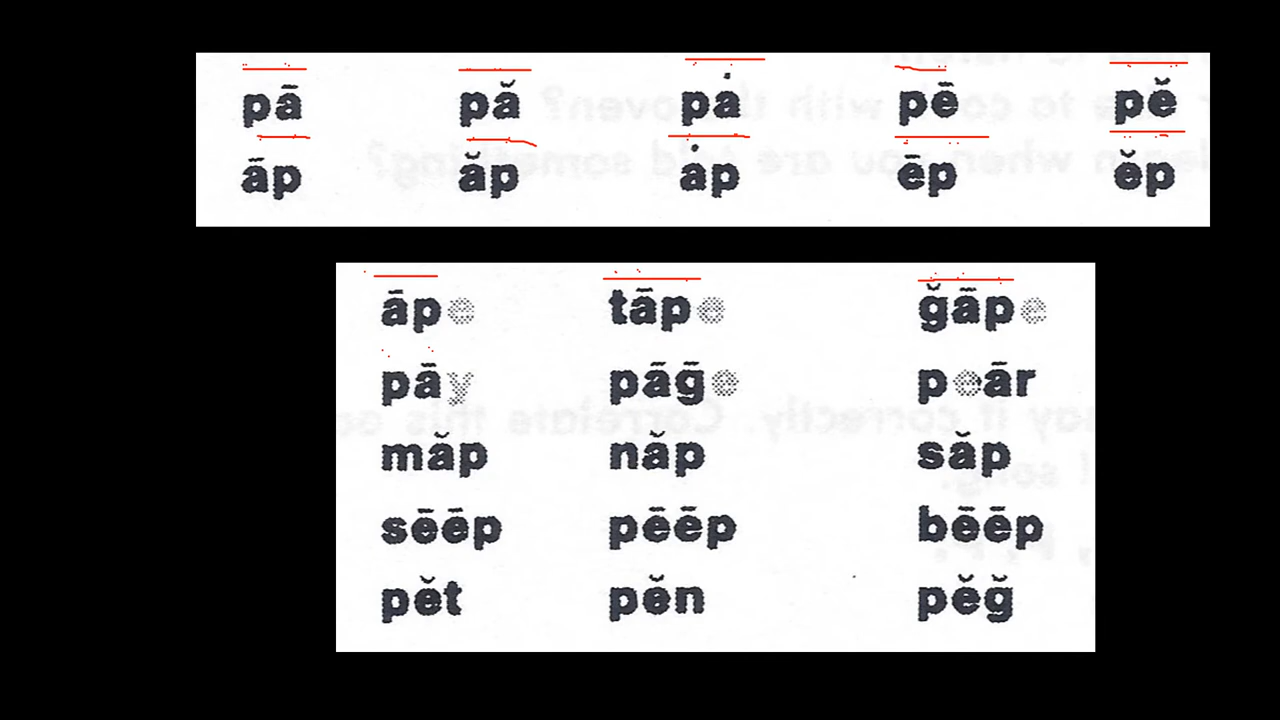 pā pă pȧ pē pĕ
āp ăp ȧp ēp ĕp
āpe tāpe ğāpe
pāy pāḡe peār
măp năp săp
sēēp pēēp bēēp
pĕt pĕn pĕğ